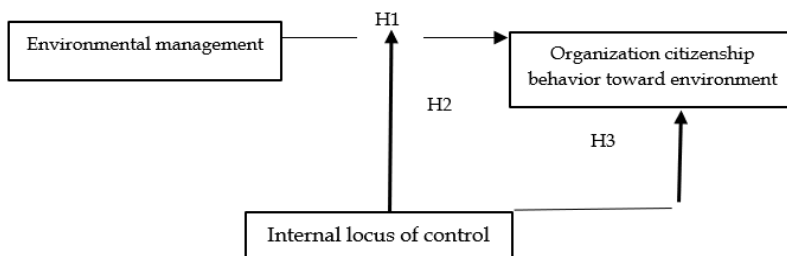 H1
Environmental management
Organization citizenship
behavior toward environment
H2
H3
Internal locus of control